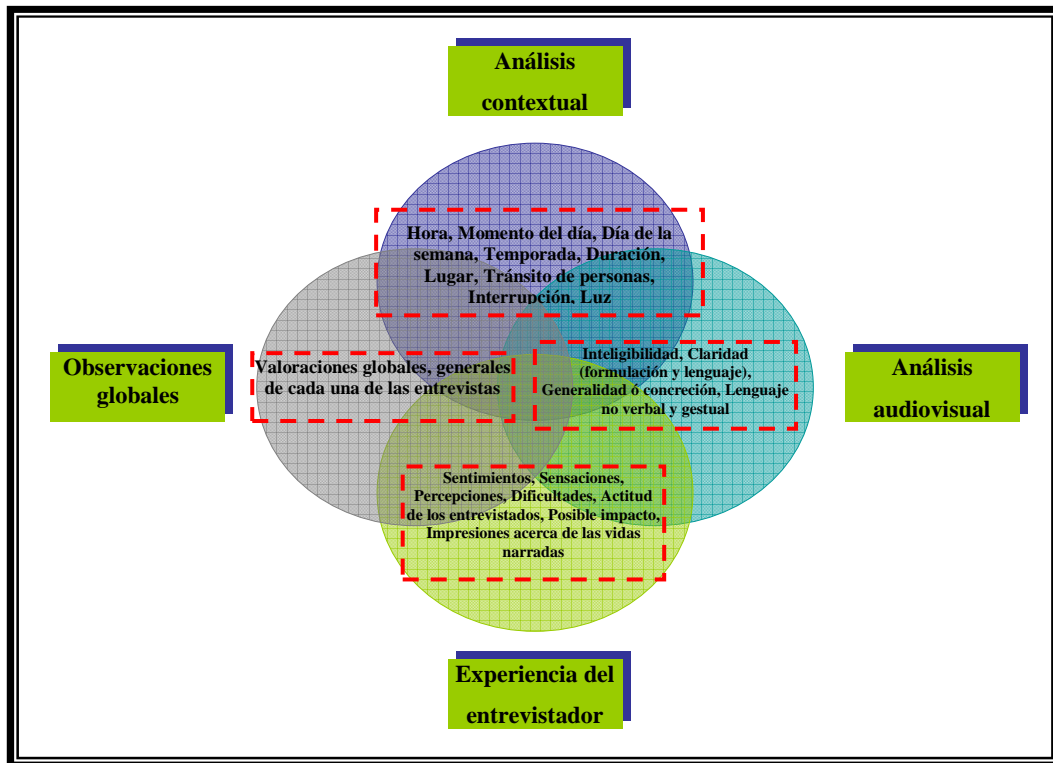 Análisis
contextual
Hora, Momento del día, Día de la
semana, Temporada, Duración,
Lugar, Tránsito de personas,
Interrupción, Luz
Observaciones
globales
Valoraciones globales, generales
de cada una de las entrevistas
Inteligibilidad, Claridad
(formulación y lenguaje),
Generalidad ó concreción, Lenguaje
no verbal y gestual
Análisis
audiovisual
Sentimientos, Sensaciones,
Percepciones, Dificultades, Actitud
de los entrevistados, Posible impacto,
Impresiones acerca de las vidas
narradas
Experiencia del
entrevistador